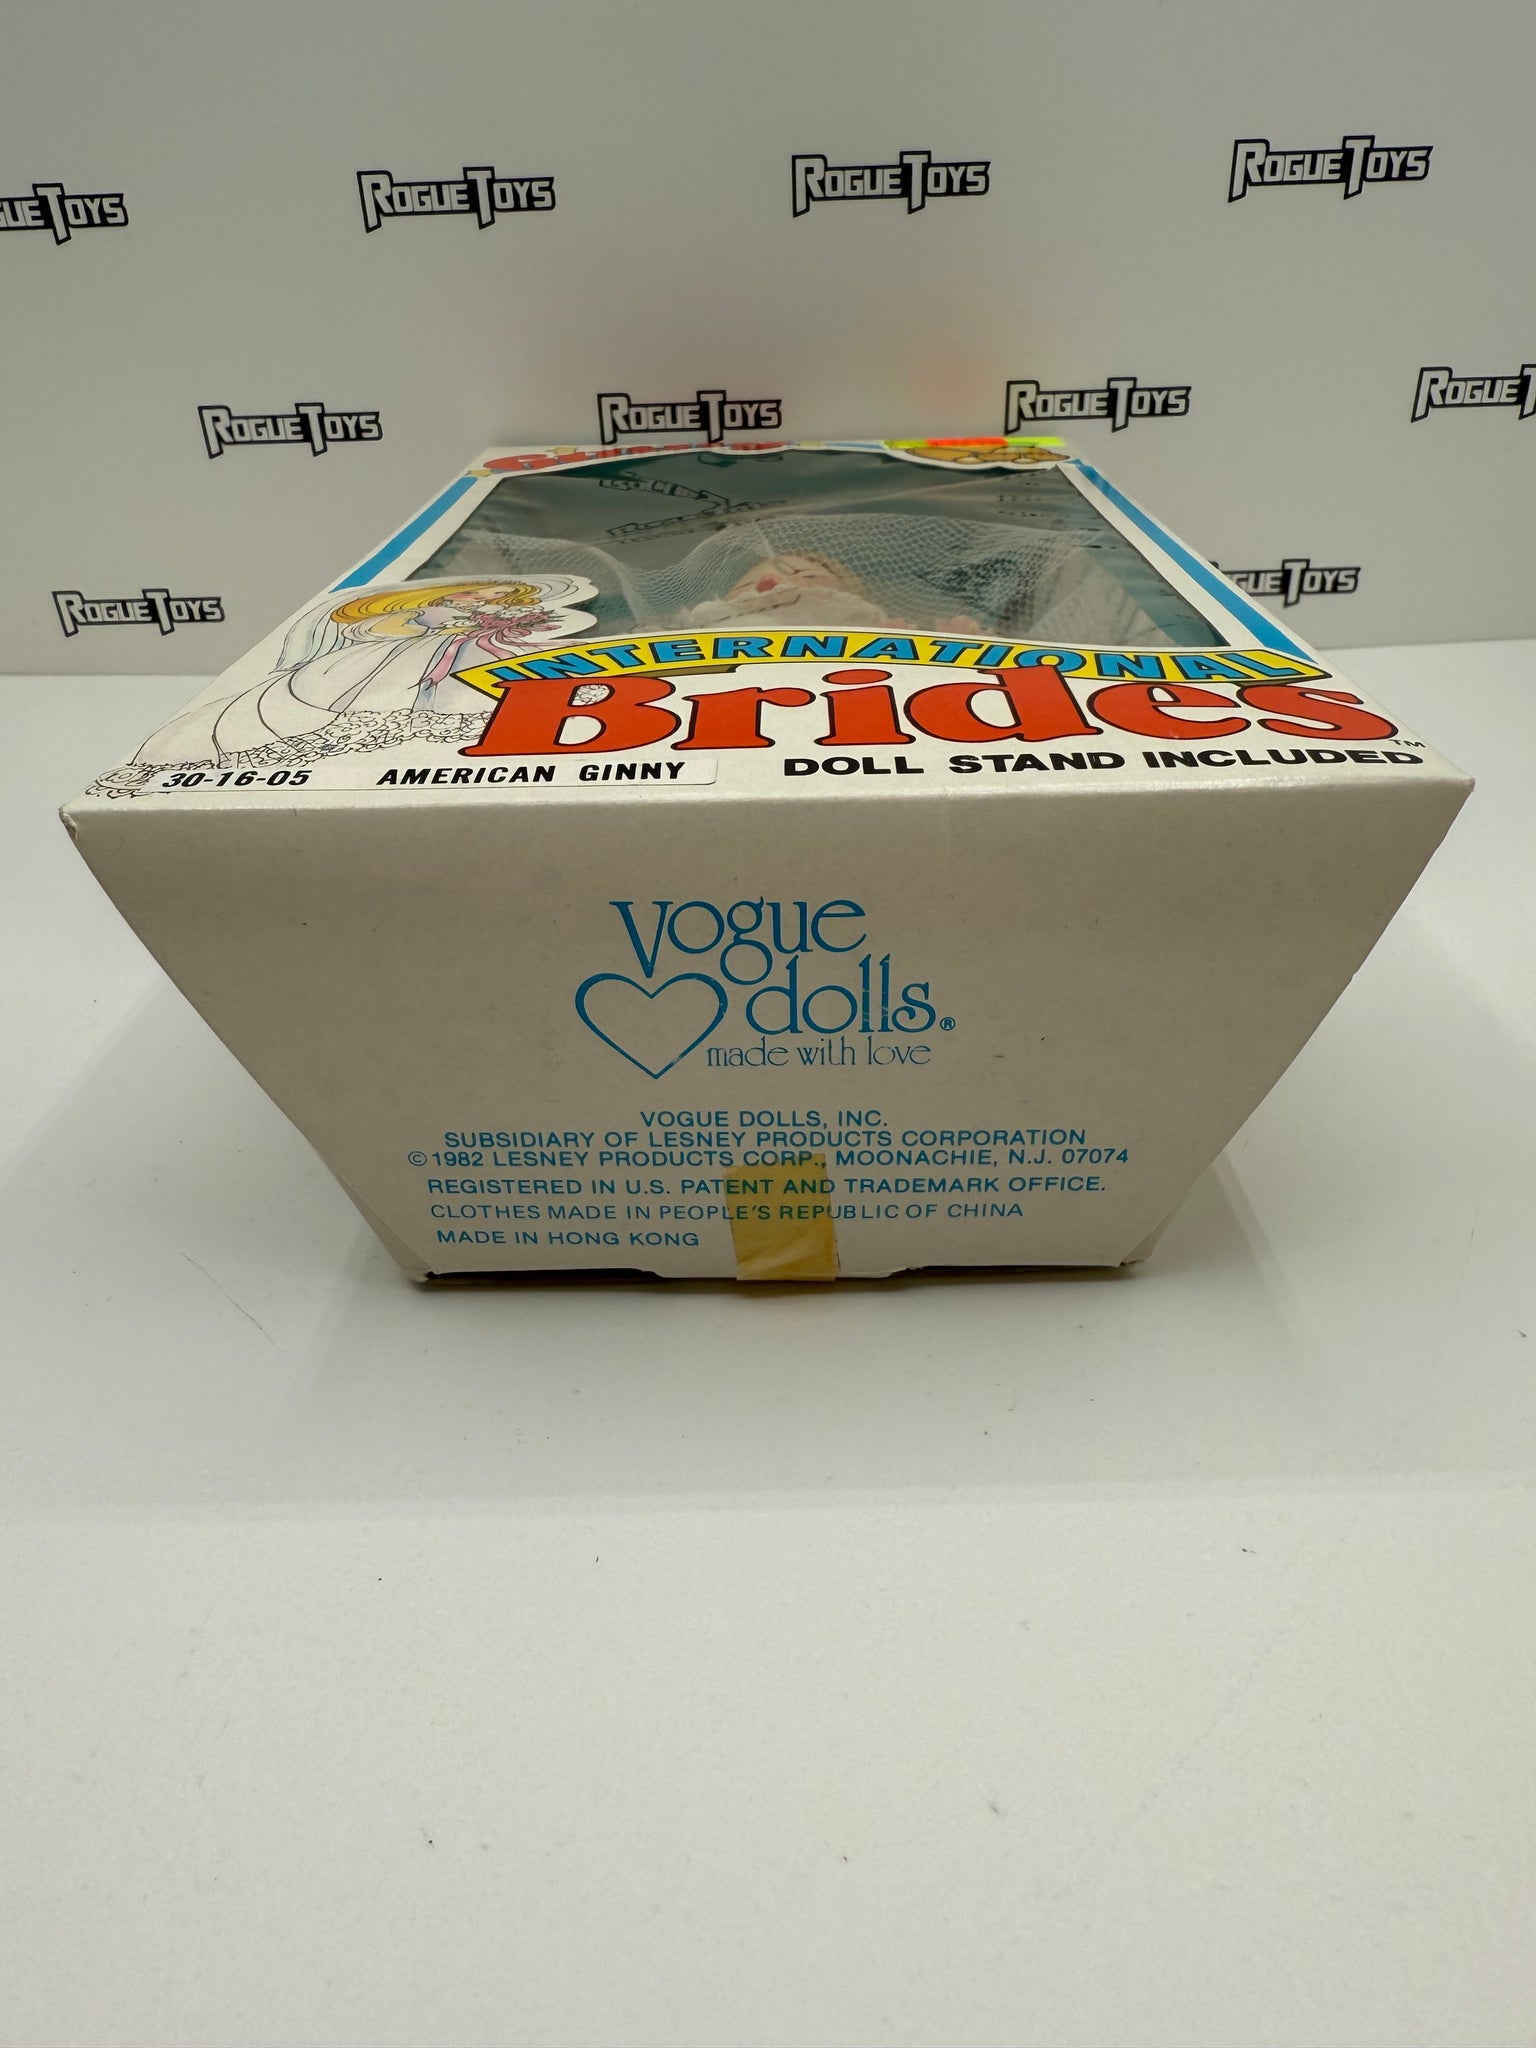 ROGUE TOYS
ROGUE TOYS
ROGUE TOYS
TOYS
ROGUE TOYS
ROGUE TOYS
ROGUE TOYS
ROGUE
ROGUE TOYS
TOYS
INTERNATIONAL
Brides™
30-16-05 AMERICAN GINNY DOLL STAND INCLUDED
Vogue
dolls®
made with love
VOGUE DOLLS, INC.
SUBSIDIARY OF LESNEY PRODUCTS CORPORATION
© 1982 LESNEY PRODUCTS CORP., MOONACHIE, N.J. 07074
REGISTERED IN U.S. PATENT AND TRADEMARK OFFICE.
CLOTHES MADE IN PEOPLE'S REPUBLIC OF CHINA
MADE IN HONG KONG